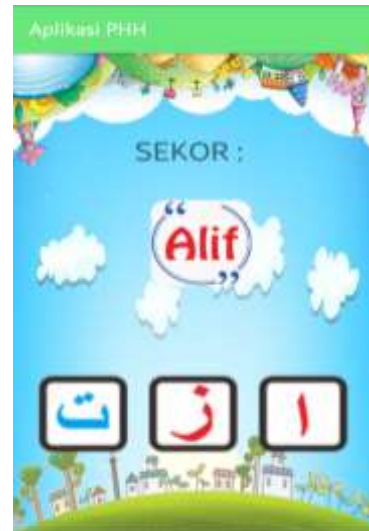 Aplikasi PHH
SEKOR :
“Alif”
ت ز ا